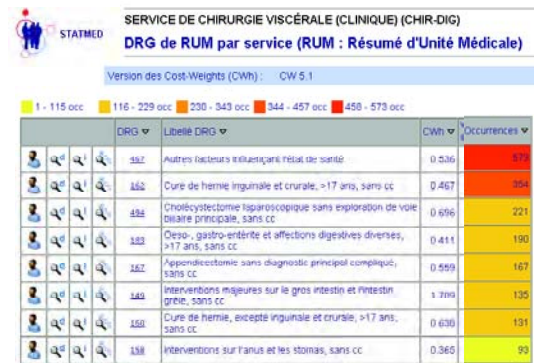 STATMED
SERVICE DE CHIRURGIE VISCÉRALE (CLINIQUE) (CHIR-DIG)
DRG de RUM par service (RUM : Résumé d'Unité Médicale)
Version des Cost-Weights (CWh) : CW 5.1
1 - 115 occ 116 - 229 occ 230 - 343 occ 344 - 457 occ 458 - 573 occ
DRG Libellé DRG CWh Occurrences
467 Autres facteurs influençant l'état de santé 0.536 573
162 Cure de hernie inguinale et crurale, >17 ans, sans cc 0.467 354
494 Cholécystectomie laparoscopique sans exploration de voie
biliaire principale, sans cc 0.696 221
183 Oeso-, gastro-entérite et affections digestives diverses,
>17 ans, sans cc 0.411 190
167 Appendicectomie sans diagnostic principal compliqué,
sans cc 0.559 167
149 Interventions majeures sur le gros intestin et l'intestin
grêle, sans cc 1.709 135
160 Cure de hernie, excepté inguinale et crurale, >17 ans,
sans cc 0.630 131
158 Interventions sur l'anus et les stomas, sans cc 0.365 93